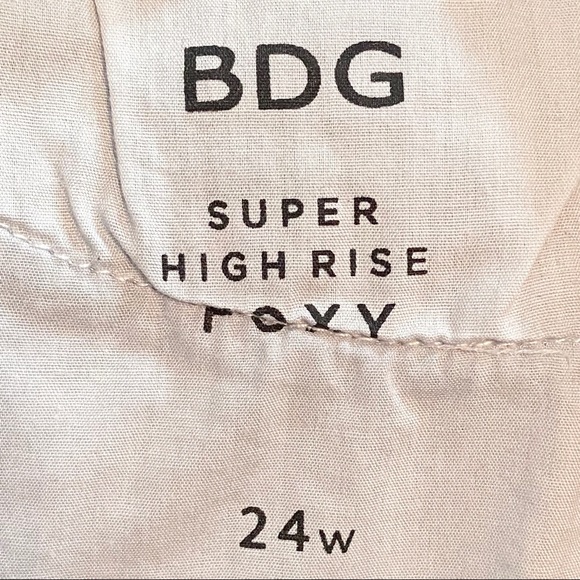 BDG
SUPER
HIGH RISE
FOXY
24w